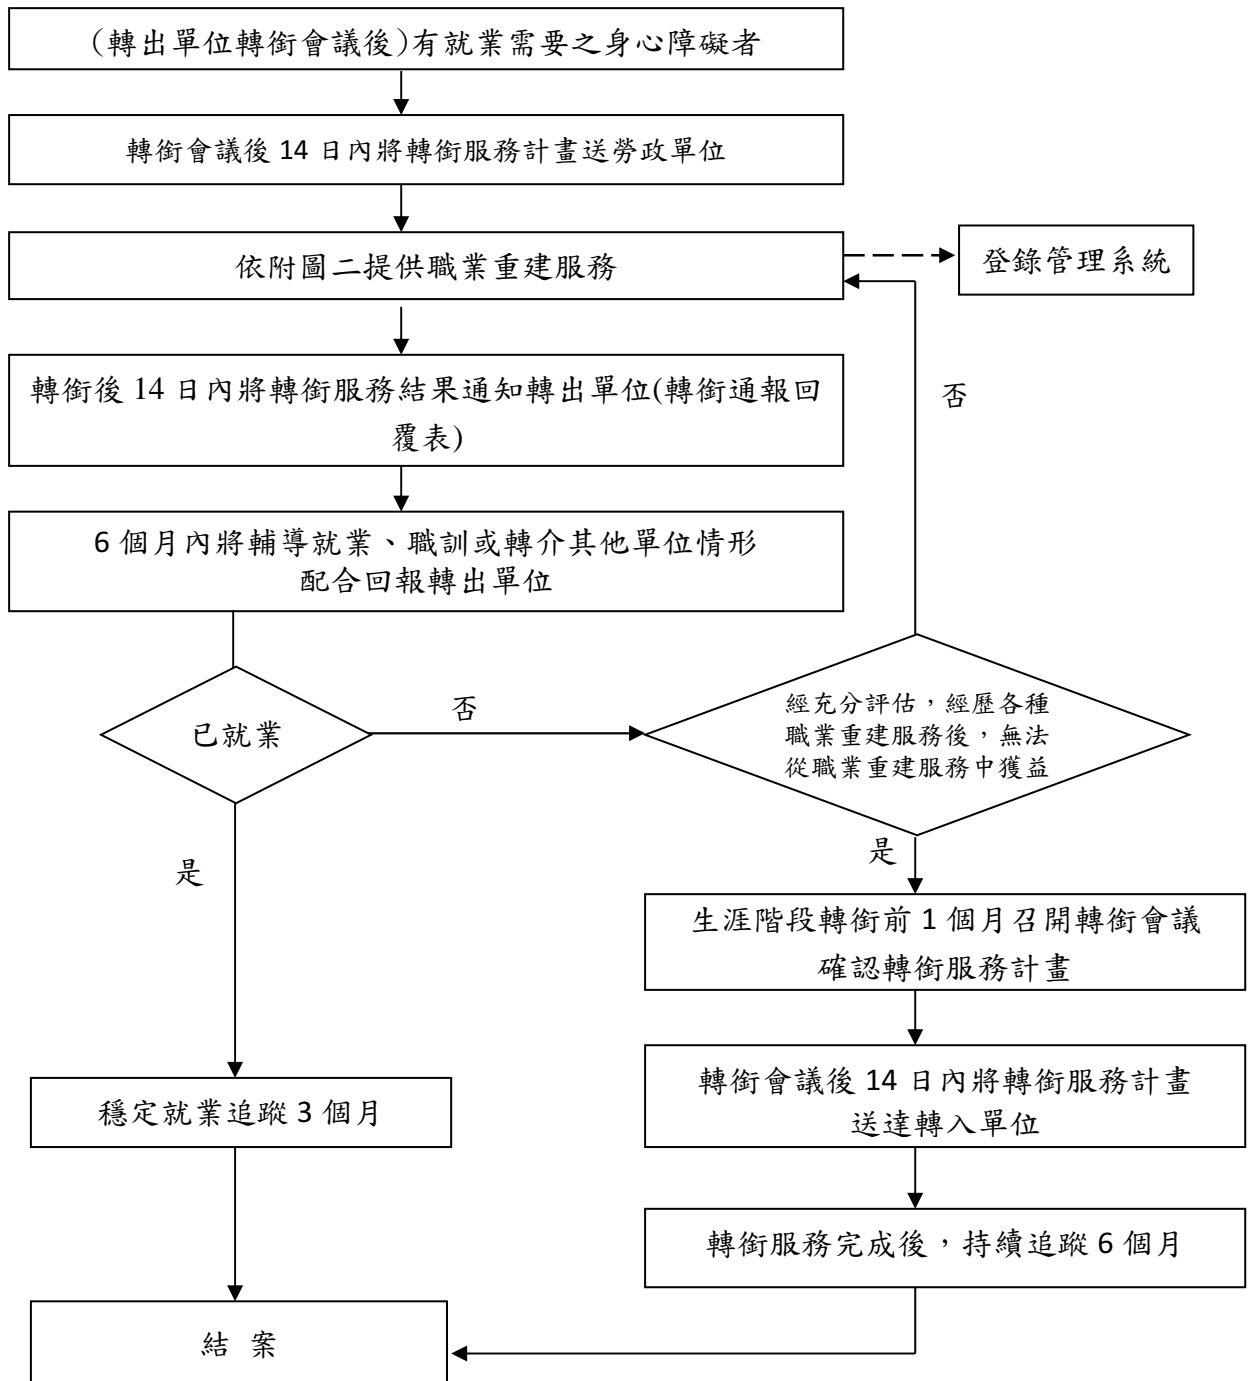 (轉出單位轉銜會議後)有就業需要之身心障礙者
轉銜會議後 14 日內將轉銜服務計畫送勞政單位
依附圖二提供職業重建服務
登錄管理系統
轉銜後 14 日內將轉銜服務結果通知轉出單位(轉銜通報回
覆表)
否
6 個月內將輔導就業、職訓或轉介其他單位情形
配合回報轉出單位
已就業
否
經充分評估，經歷各種
職業重建服務後，無法
從職業重建服務中獲益
是
是
生涯階段轉銜前 1 個月召開轉銜會議
確認轉銜服務計畫
轉銜會議後 14 日內將轉銜服務計畫
送達轉入單位
穩定就業追蹤 3 個月
轉銜服務完成後，持續追蹤 6 個月
結 案